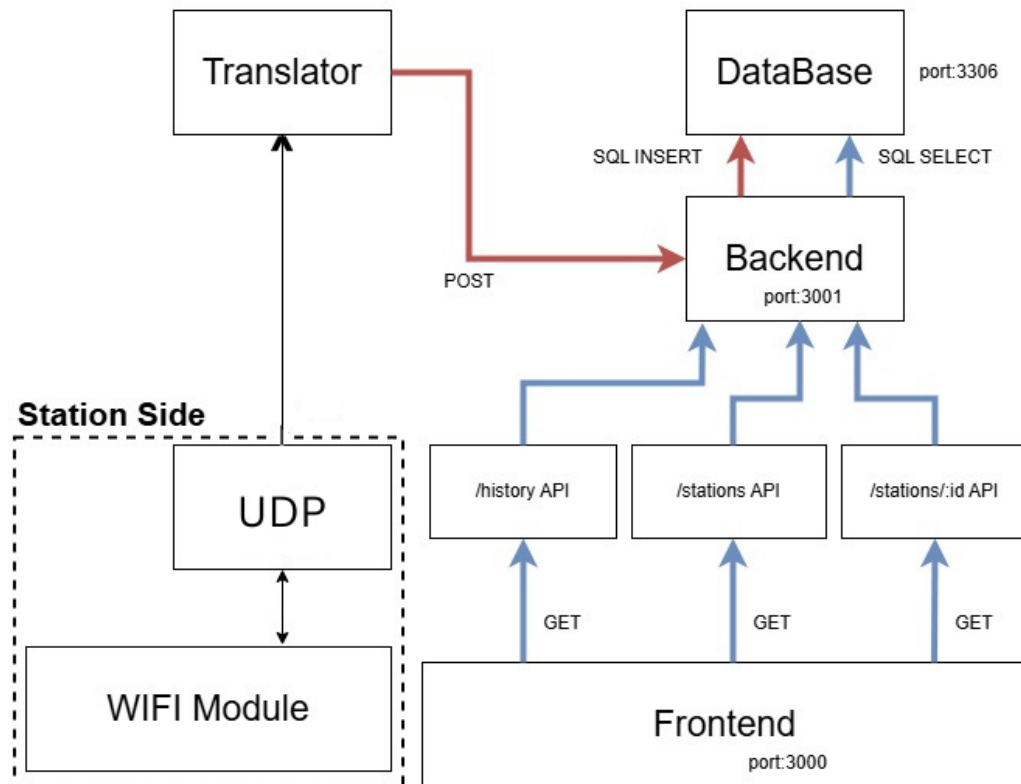 Translator
DataBase
port:3306
SQL INSERT
SQL SELECT
Backend
port:3001
POST
Station Side
UDP
WIFI Module
/history API
/stations API
/stations/:id API
GET
GET
GET
Frontend
port:3000